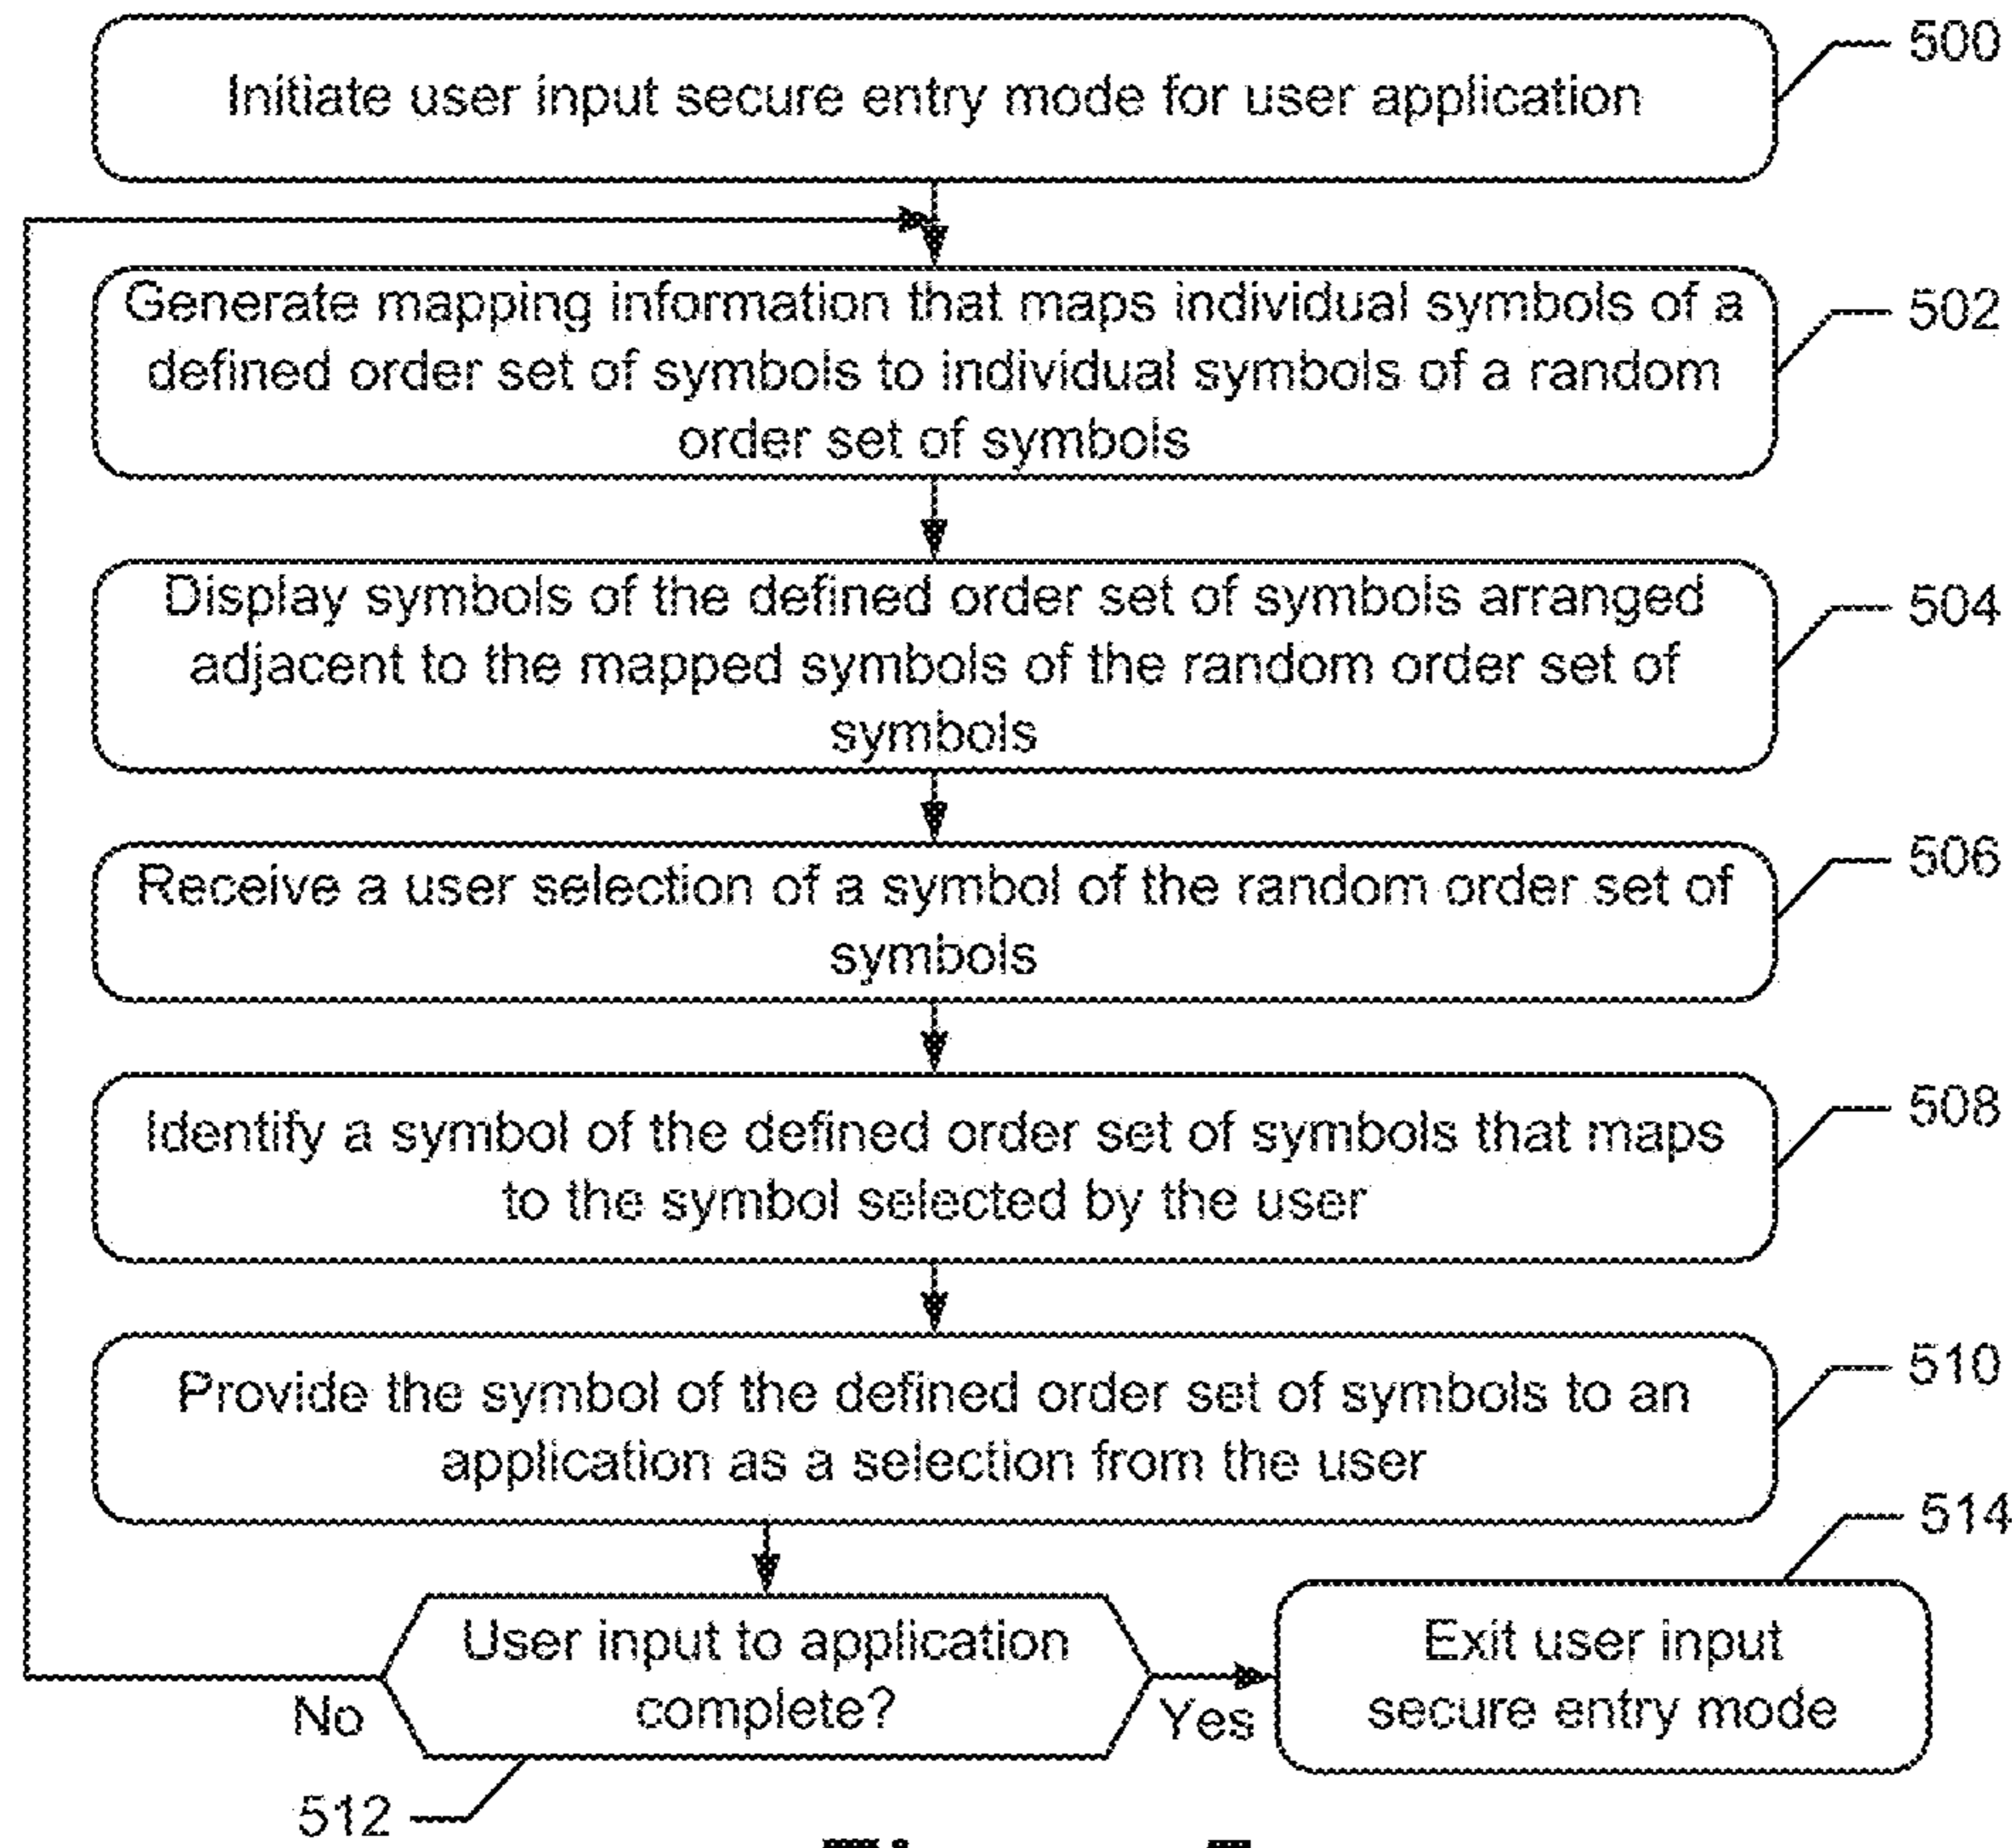 Initiate user input secure entry mode for user application
500
Generate mapping information that maps individual symbols of a
defined order set of symbols to individual symbols of a random
order set of symbols
502
Display symbols of the defined order set of symbols arranged
adjacent to the mapped symbols of the random order set of
symbols
504
Receive a user selection of a symbol of the random order set of
symbols
506
Identify a symbol of the defined order set of symbols that maps
to the symbol selected by the user
508
Provide the symbol of the defined order set of symbols to an
application as a selection from the user
510
514
User input to application
complete?
No
Yes
Exit user input
secure entry mode
512